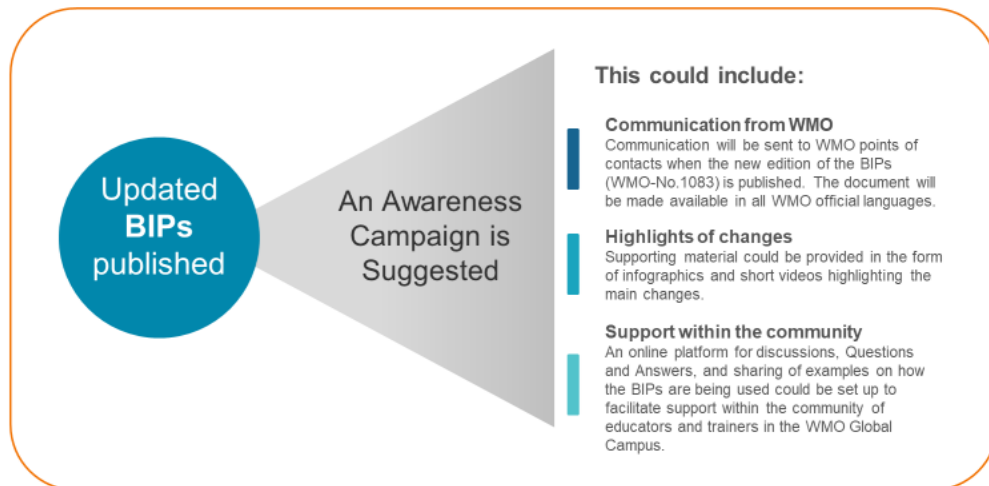 Updated
BIPs
published
An Awareness
Campaign is
Suggested
This could include:
Communication from WMO
Communication will be sent to WMO points of
contacts when the new edition of the BIPs
(WMO-No.1083) is published.  The document will
be made available in all WMO official languages.
Highlights of changes
Supporting material could be provided in the form
of infographics and short videos highlighting the
main changes.
Support within the community
An online platform for discussions, Questions
and Answers, and sharing of examples on how
the BIPs are being used could be set up to
facilitate support within the community of
educators and trainers in the WMO Global
Campus.